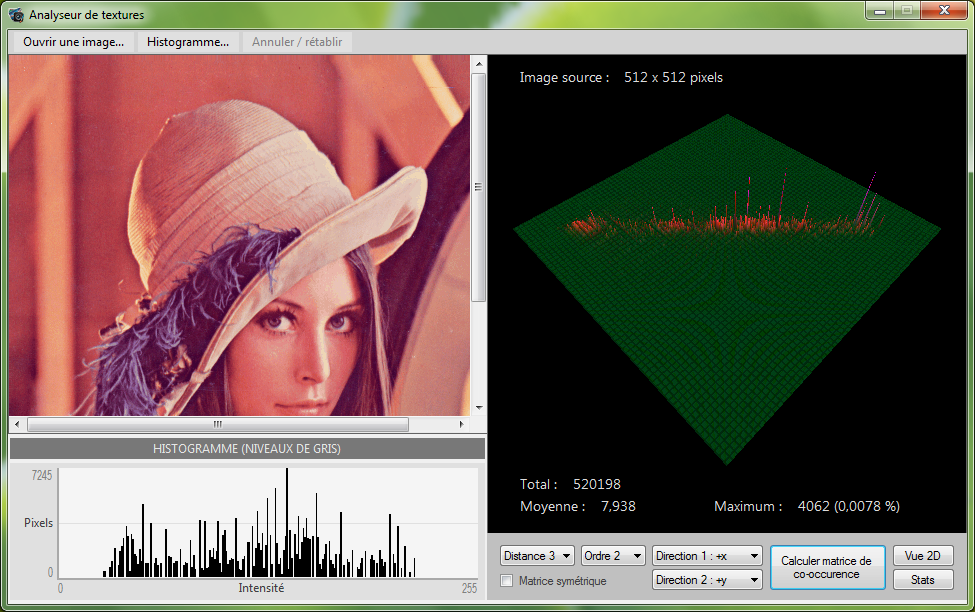 Analyseur de textures
Ouvrir une image... Histogramme... Annuler / rétablir
Image source : 512 x 512 pixels
HISTOGRAMME (NIVEAUX DE GRIS)
7245
Pixels
0
0 Intensité 255
Total : 520198
Moyenne : 7,938 Maximum : 4062 (0,0078 %)
Distance 3 Ordre 2 Direction 1 : +x
Matrice symétrique Direction 2 : +y
Calculer matrice de
co-occurence
Vue 2D
Stats